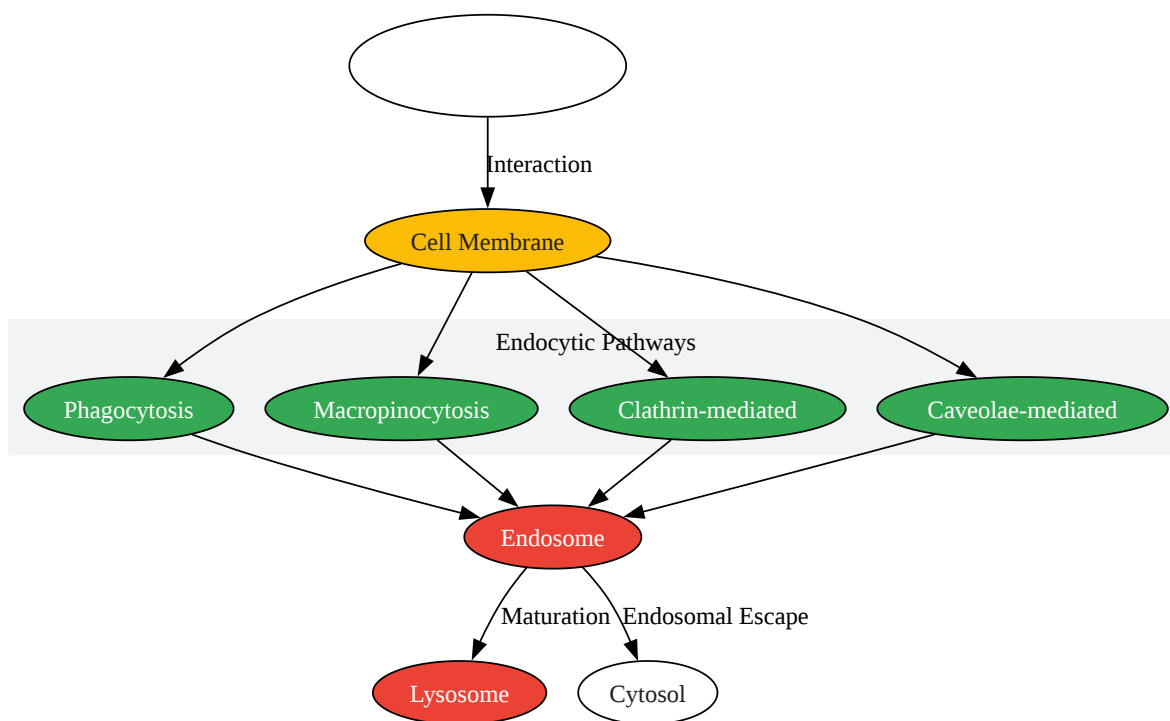 Interaction
Cell Membrane
Endocytic Pathways
Phagocytosis
Macropinocytosis
Clathrin-mediated
Caveolae-mediated
Endosome
Maturation
Endosomal Escape
Lysosome
Cytosol